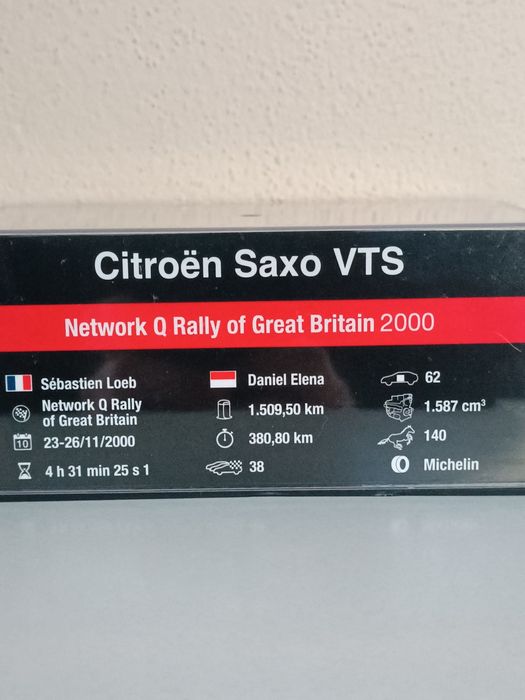 Citroën Saxo VTS
Network Q Rally of Great Britain 2000
Sébastien Loeb
Daniel Elena
62
Network Q Rally
of Great Britain
1.509,50 km
1.587 cm³
10
23-26/11/2000
380,80 km
140
4 h 31 min 25 s 1
38
Michelin